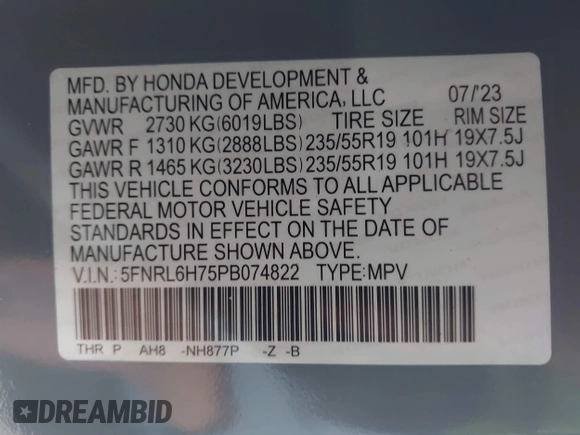 MFD. BY HONDA DEVELOPMENT &
MANUFACTURING OF AMERICA, LLC 07/'23
GVWR 2730 KG (6019LBS) TIRE SIZE RIM SIZE
GAWR F 1310 KG (2888LBS) 235/55R19 101H 19X7.5J
GAWR R 1465 KG (3230LBS) 235/55R19 101H 19X7.5J
THIS VEHICLE CONFORMS TO ALL APPLICABLE
FEDERAL MOTOR VEHICLE SAFETY
STANDARDS IN EFFECT ON THE DATE OF
MANUFACTURE SHOWN ABOVE.
V.I.N.: 5FNRL6H75PB074822 TYPE: MPV
THR P AH8 -NH877P -Z -B
DREAMBID